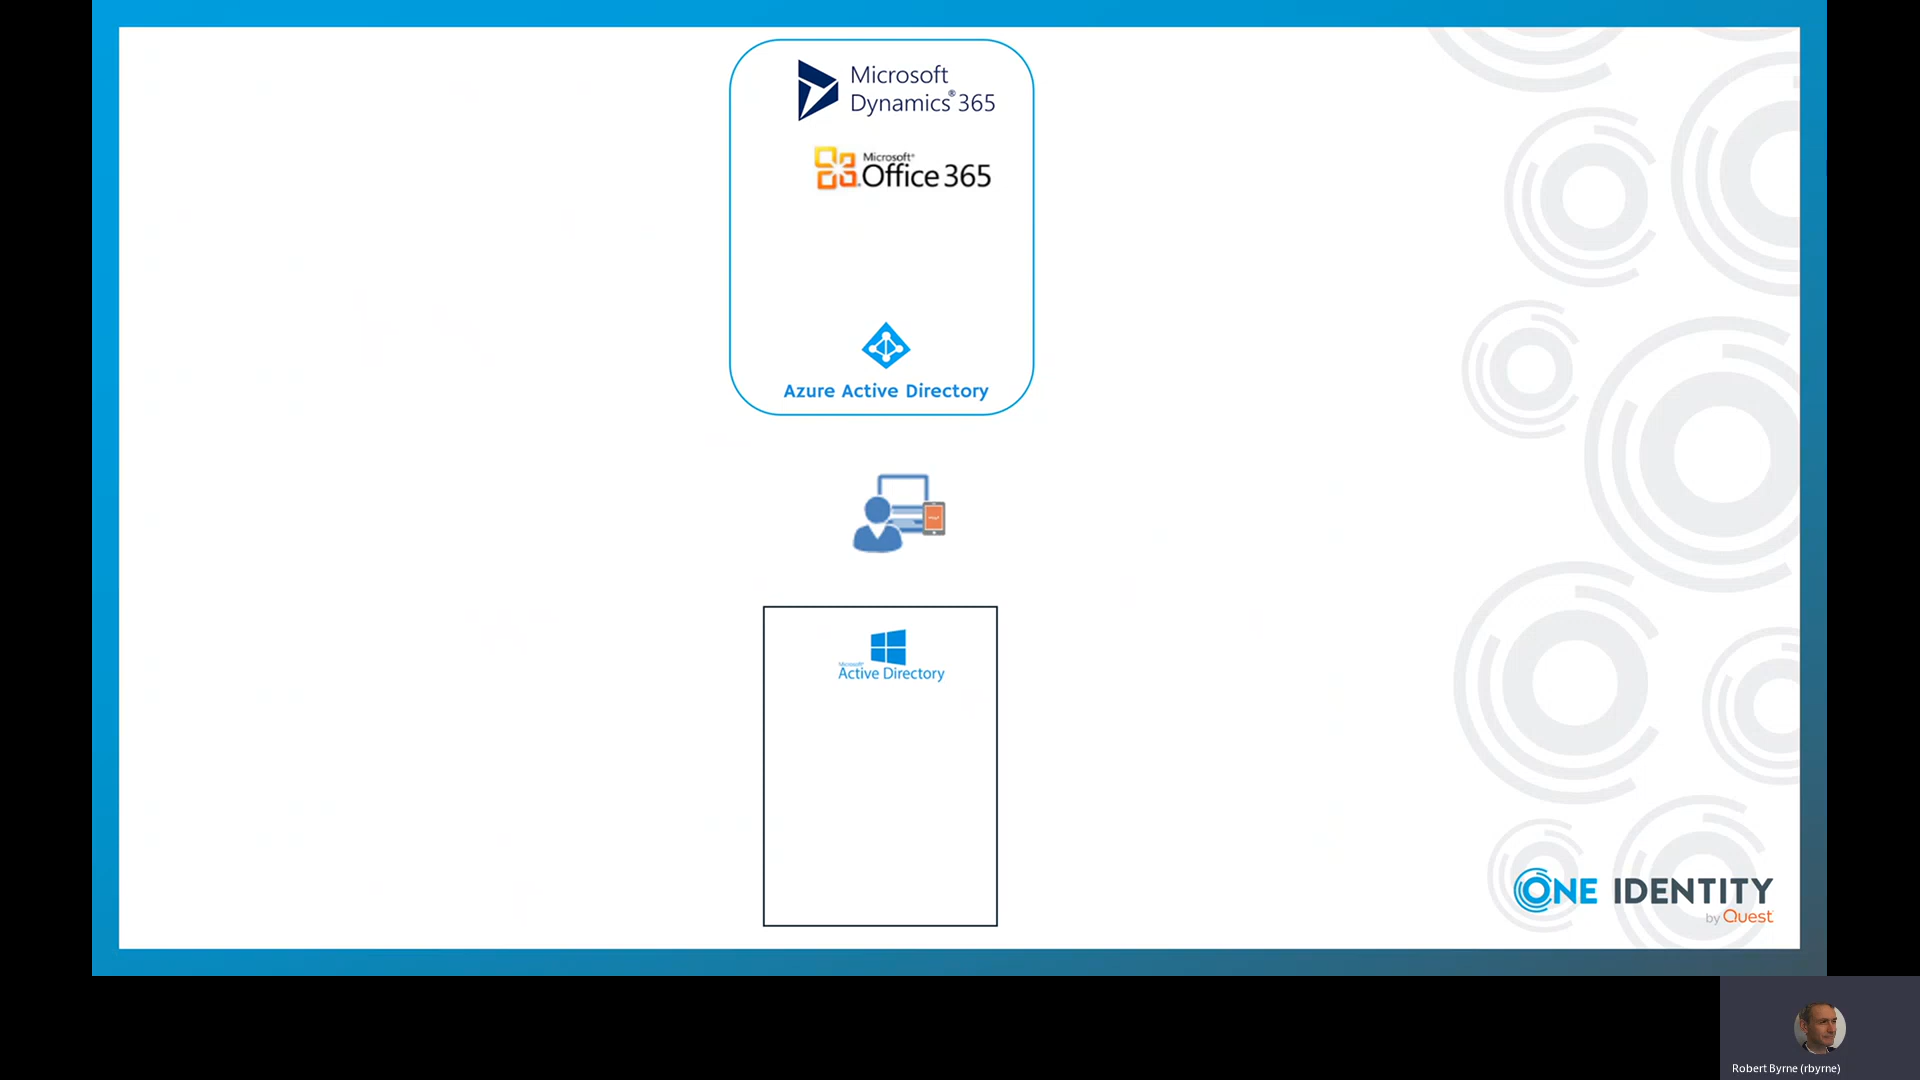 Microsoft
Dynamics® 365
Microsoft®
Office 365
Azure Active Directory
Microsoft®
Active Directory
ONE IDENTITY
by Quest
Robert Byrne (rbyrne)